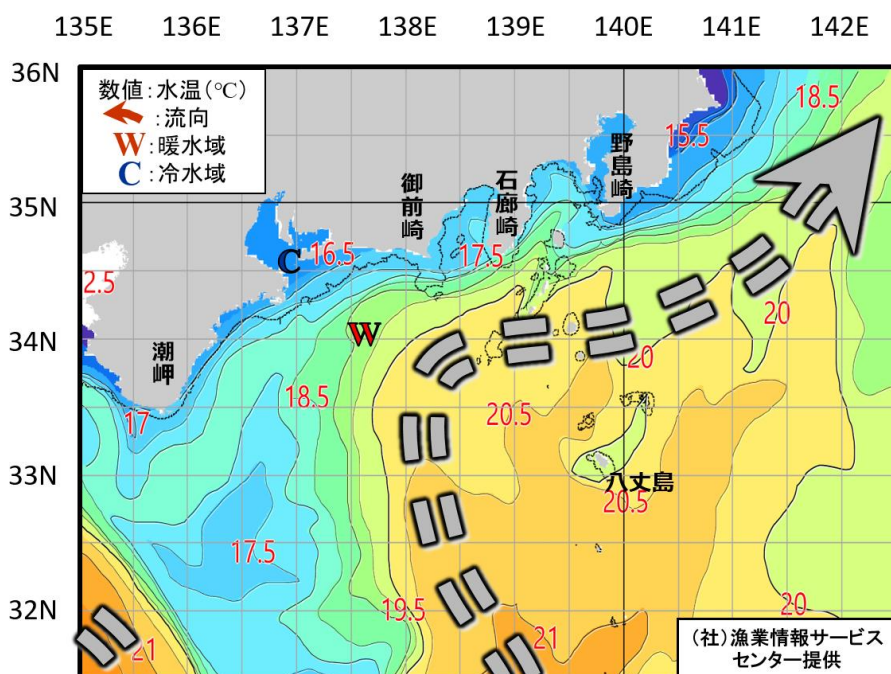 135E 136E 137E 138E 139E 140E 141E 142E
36N
数値:水温(℃)
:流向
W:暖水域
C:冷水域
18.5
15.5
野島崎
石廊崎
御前崎
35N
C 16.5
17.5
2.5
W
34N
20
20
潮岬
18.5
20.5
17
33N
八丈島
20.5
17.5
32N
19.5
20
21
21
(社)漁業情報サービス
センター提供